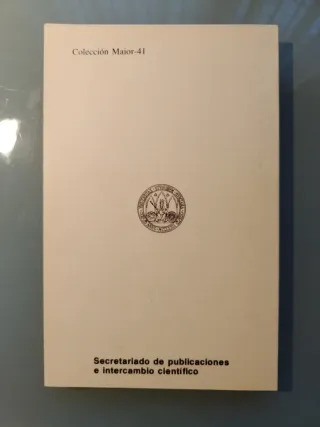 Colección Maior-41
Secretariado de publicaciones
e intercambio científico